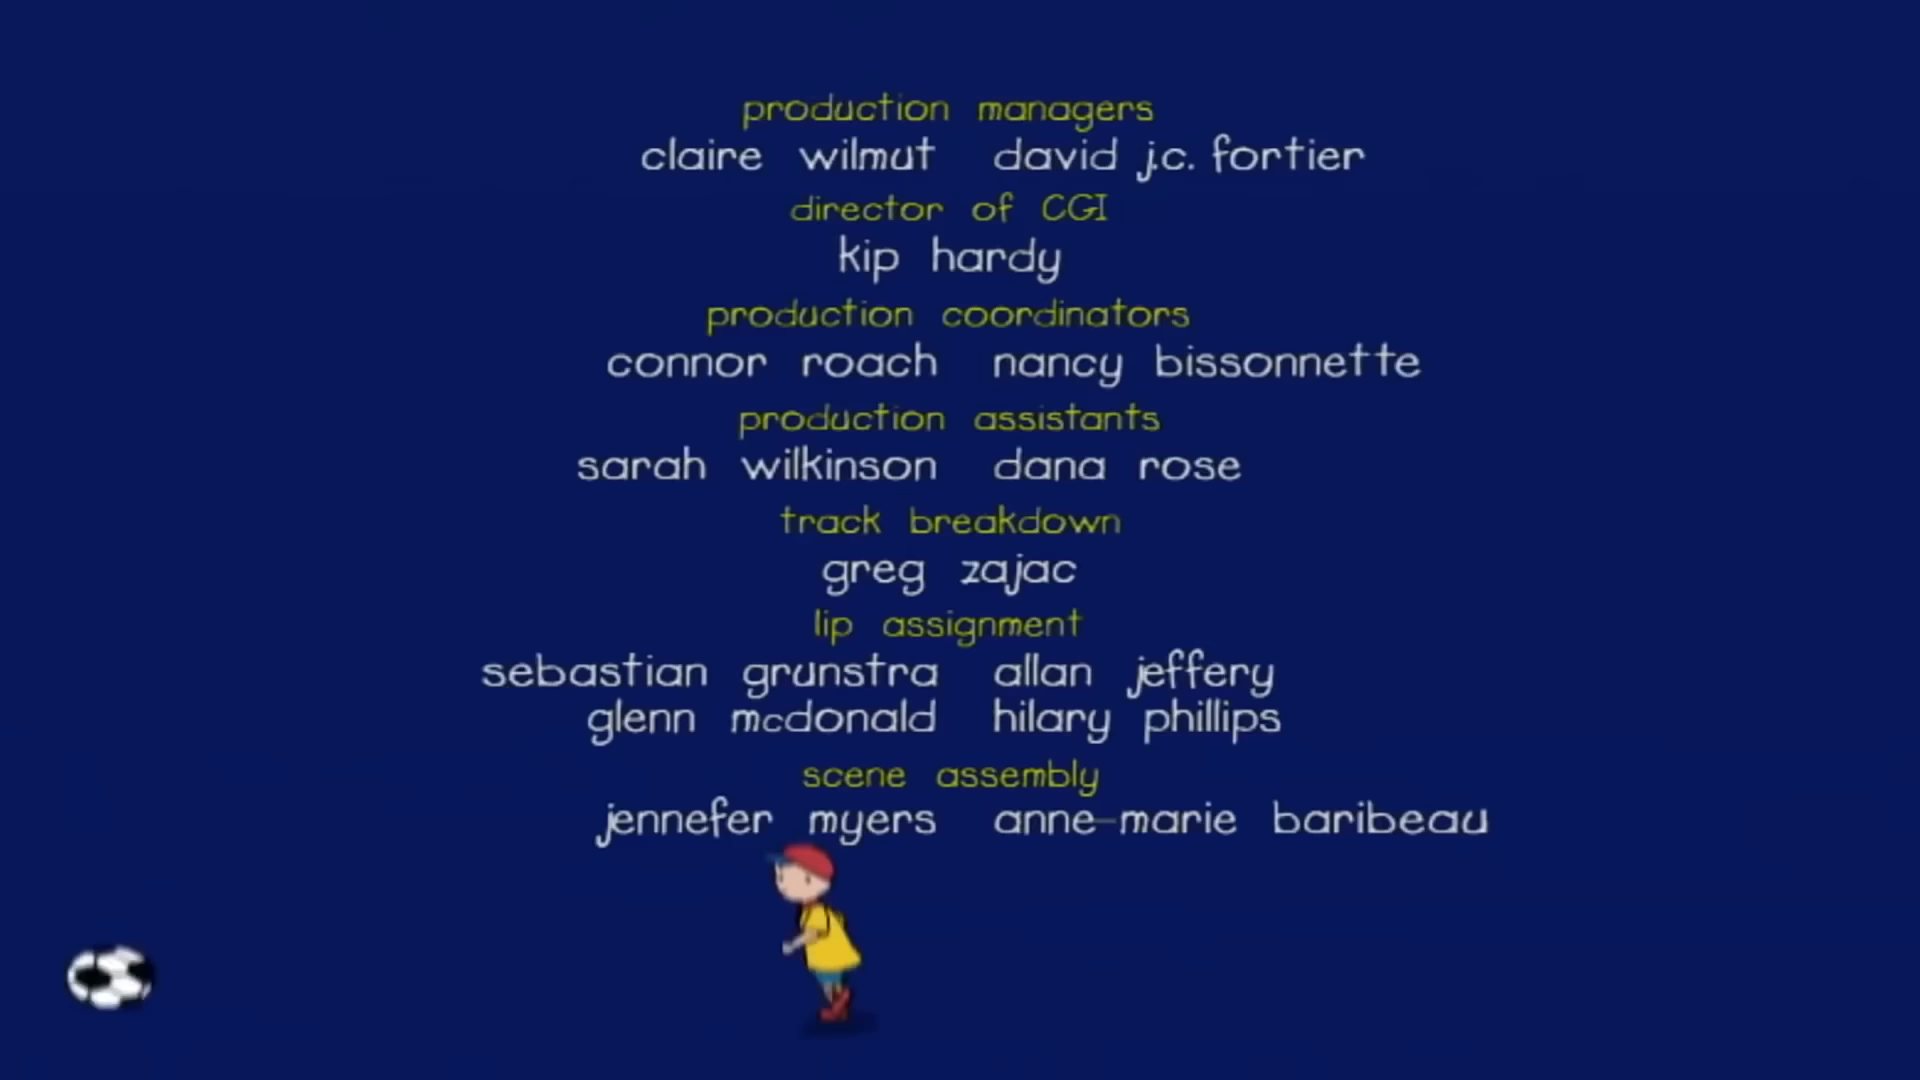 production managers
claire wilmut david j.c. fortier
director of CGI
kip hardy
production coordinators
connor roach nancy bissonnette
production assistants
sarah wilkinson dana rose
track breakdown
greg zajac
lip assignment
sebastian grunstra allan jeffery
glenn mcdonald hilary phillips
scene assembly
jennefer myers anne-marie baribeau